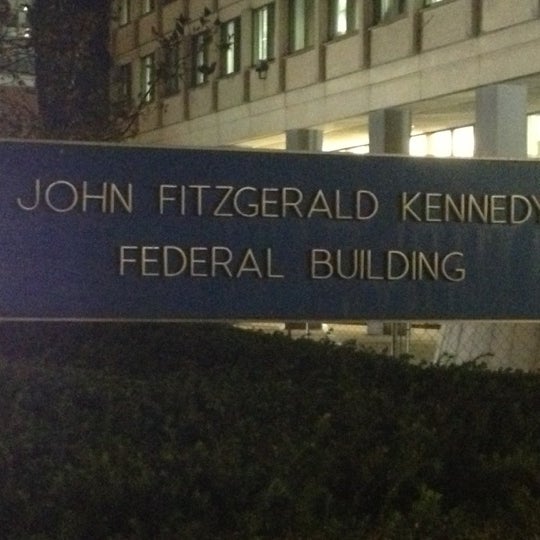 JOHN FITZGERALD KENNEDY
FEDERAL BUILDING